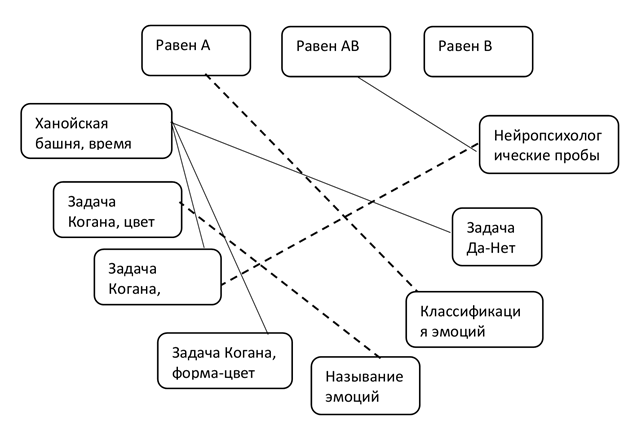 Равен А
Равен АВ
Равен В
Ханойская
башня, время
Нейропсихолог
ические пробы
Задача
Когана, цвет
Задача
Да-Нет
Задача
Когана,
Классификаци
я эмоций
Задача Когана,
форма-цвет
Называние
эмоций